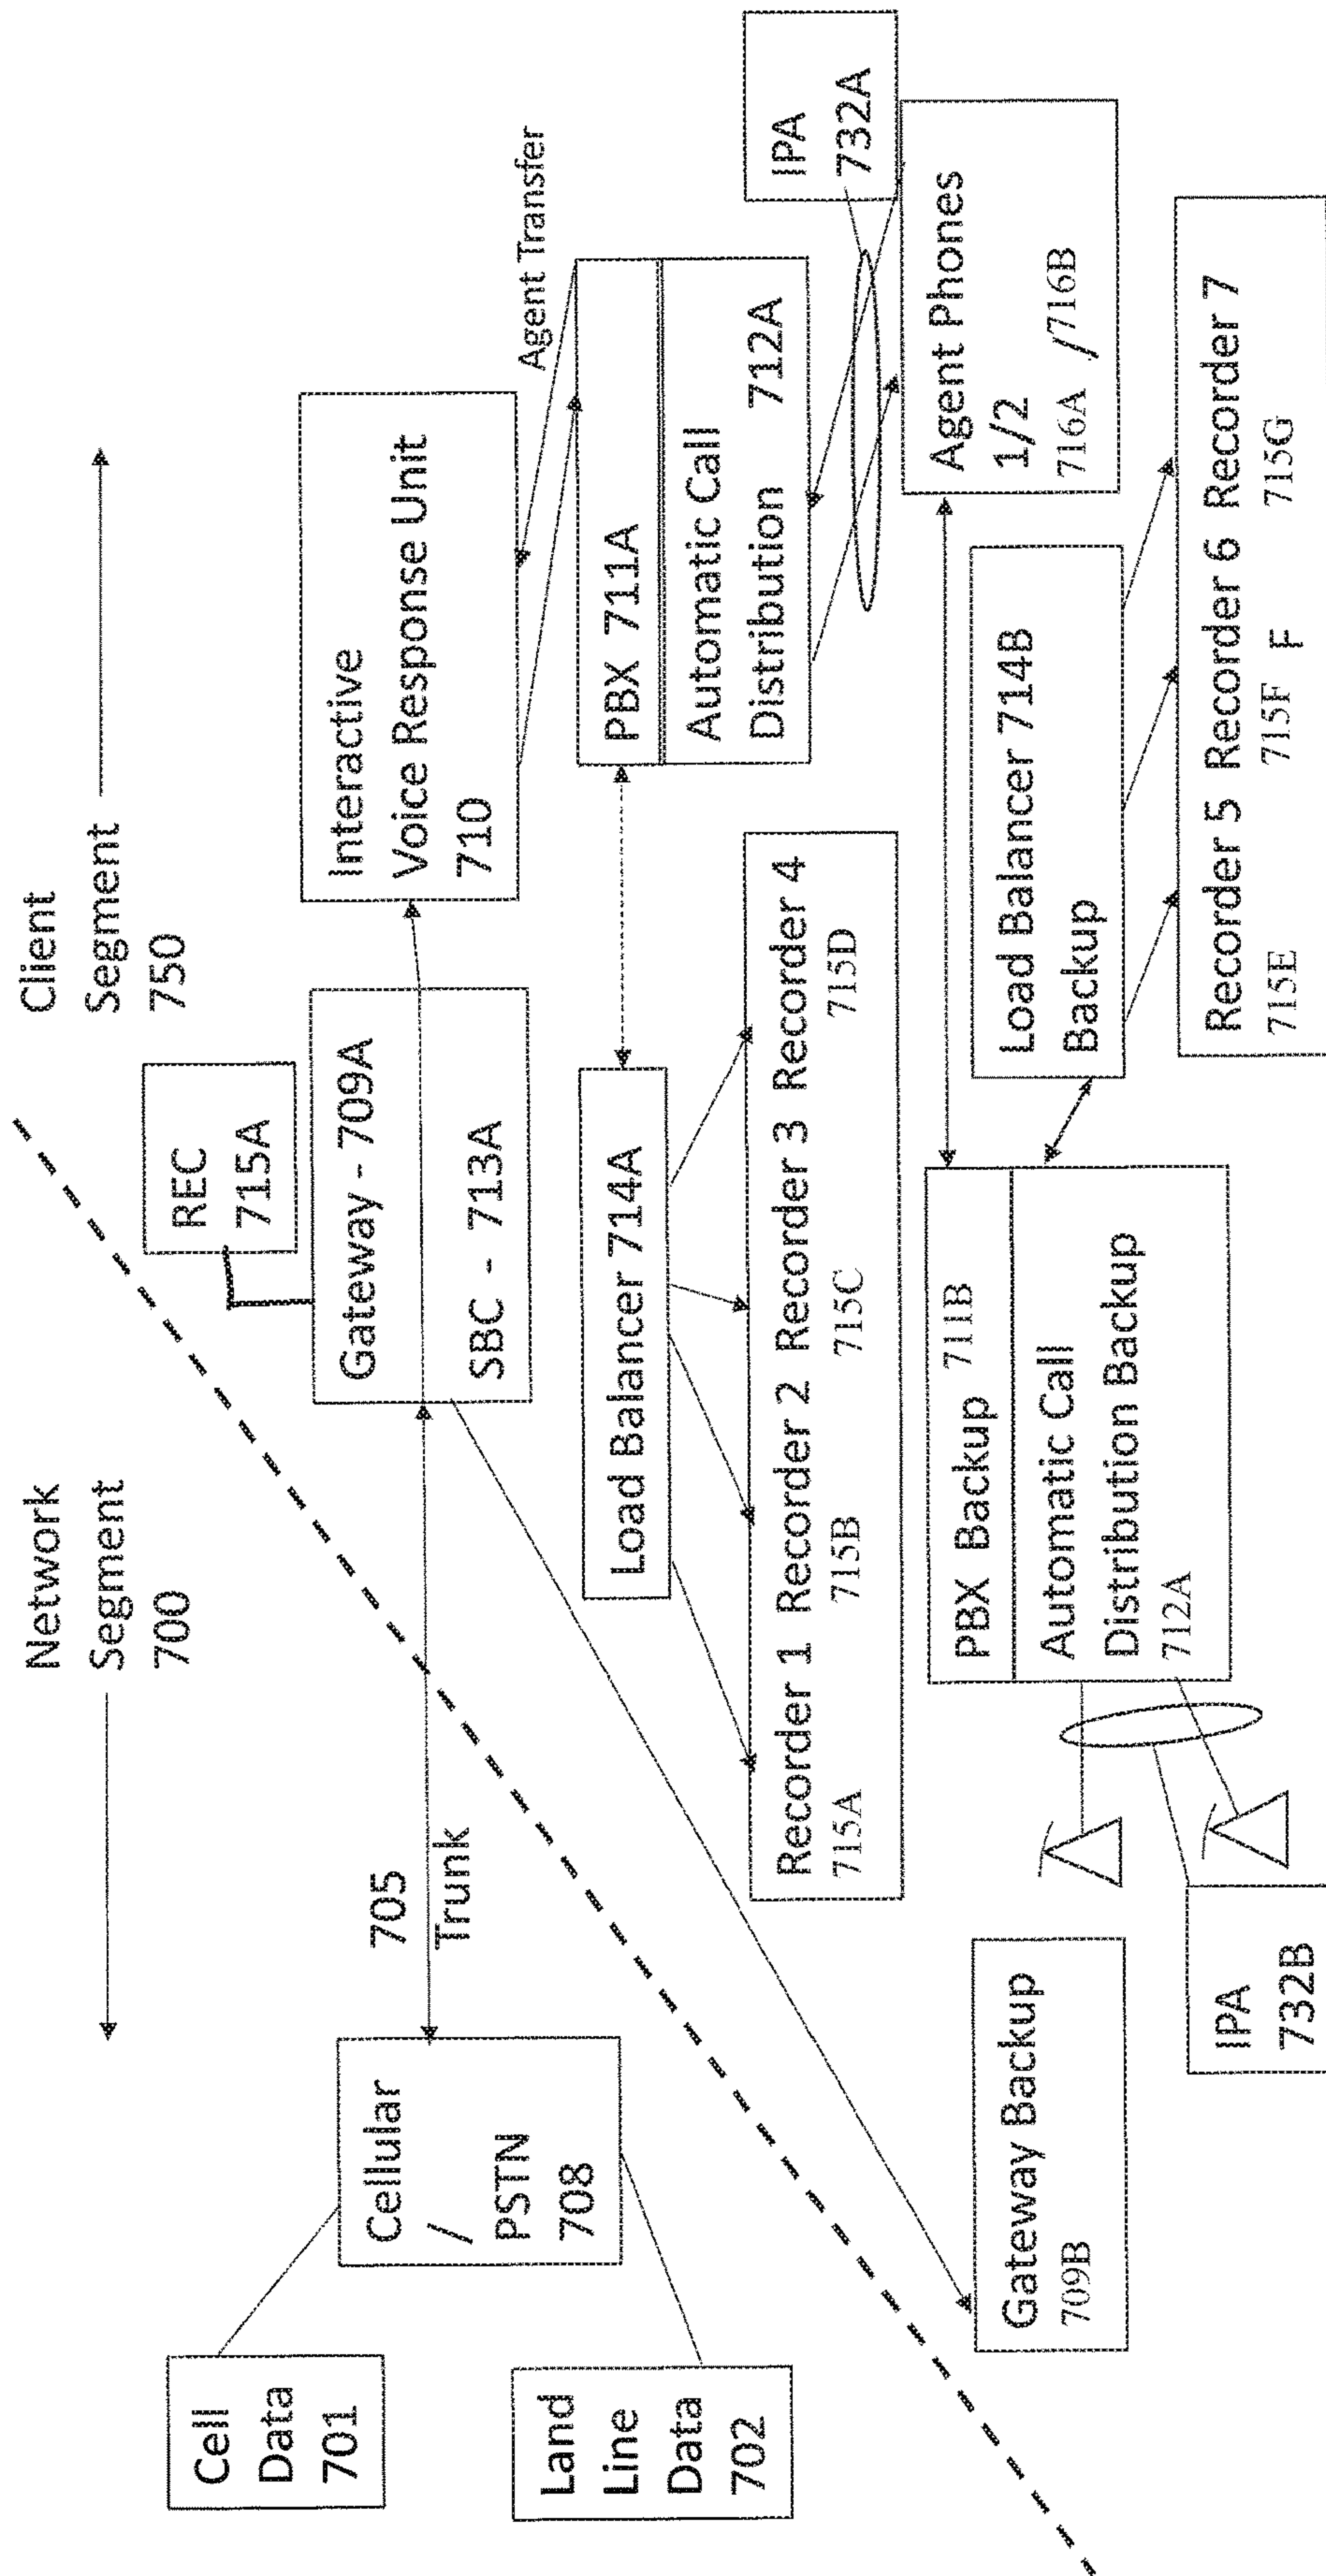 Network
Segment
700
Client
Segment
750
Cell
Data
701
Land
Line
Data
702
Cellular
/
PSTN
708
705
Trunk
REC
715A
Gateway - 709A
SBC - 713A
Interactive
Voice Response Unit
710
Agent Transfer
Load Balancer 714A
PBX 711A
Automatic Call
Distribution 712A
Recorder 1 Recorder 2 Recorder 3 Recorder 4
715A 715B 715C 715D
IPA
732A
Agent Phones
1/2
716A /716B
Gateway Backup
709B
PBX Backup 711B
Automatic Call
Distribution Backup
712A
Load Balancer 714B
Backup
IPA
732B
Recorder 5 Recorder 6 Recorder 7
715E 715F F 715G